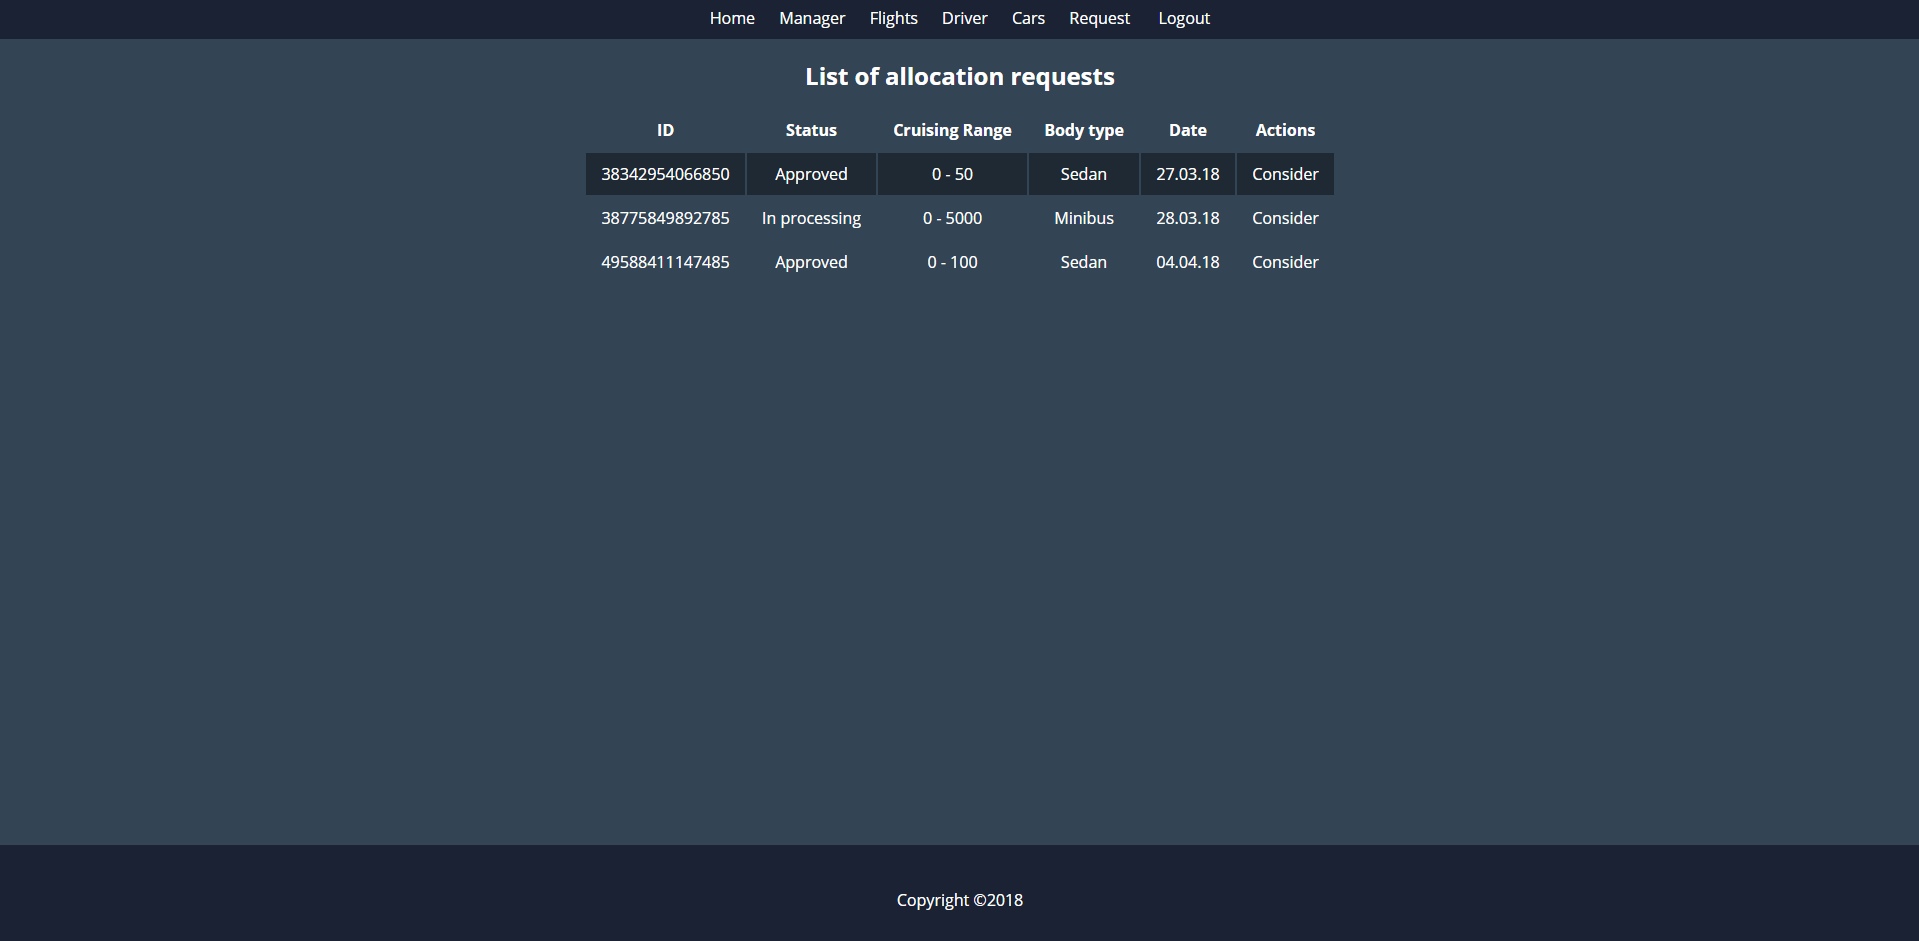 Home Manager Flights Driver Cars Request Logout
List of allocation requests
ID Status Cruising Range Body type Date Actions
38342954066850 Approved 0 - 50 Sedan 27.03.18 Consider
38775849892785 In processing 0 - 5000 Minibus 28.03.18 Consider
49588411147485 Approved 0 - 100 Sedan 04.04.18 Consider
Copyright ©2018